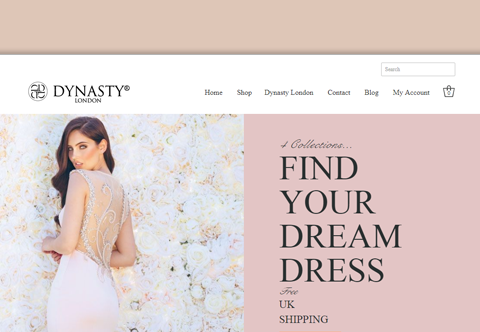 Search
DYNASTY®
LONDON
Home Shop Dynasty London Contact Blog My Account 0
4 Collections...
FIND
YOUR
DREAM
DRESS
Free
UK
SHIPPING